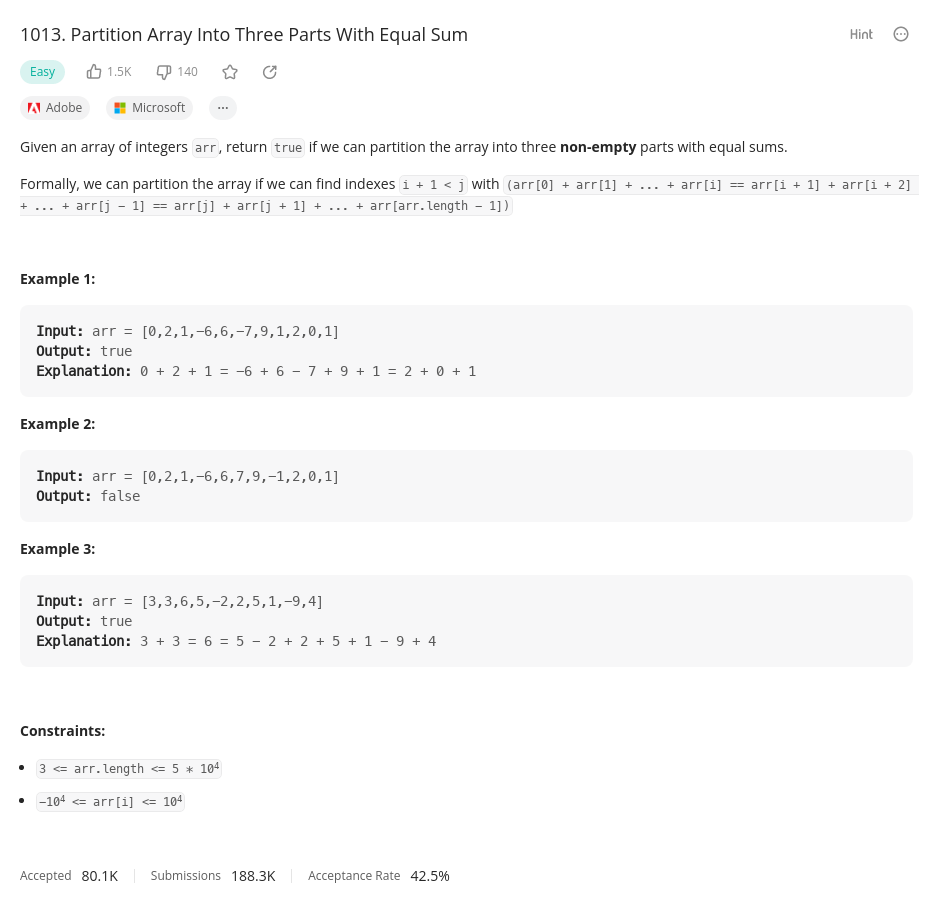 1013. Partition Array Into Three Parts With Equal Sum
Hint
Easy
1.5K
140
Adobe
Microsoft
Given an array of integers arr, return true if we can partition the array into three non-empty parts with equal sums.
Formally, we can partition the array if we can find indexes i + 1 < j with (arr[0] + arr[1] + ... + arr[i] == arr[i + 1] + arr[i + 2]
+ ... + arr[j − 1] == arr[j] + arr[j + 1] + ... + arr[arr.length − 1])
Example 1:
Input: arr = [0,2,1,−6,6,−7,9,1,2,0,1]
Output: true
Explanation: 0 + 2 + 1 = −6 + 6 − 7 + 9 + 1 = 2 + 0 + 1
Example 2:
Input: arr = [0,2,1,−6,6,7,9,−1,2,0,1]
Output: false
Example 3:
Input: arr = [3,3,6,5,−2,2,5,1,−9,4]
Output: true
Explanation: 3 + 3 = 6 = 5 − 2 + 2 + 5 + 1 − 9 + 4
Constraints:
3 <= arr.length <= 5 * 10⁴
−10⁴ <= arr[i] <= 10⁴
Accepted 80.1K Submissions 188.3K Acceptance Rate 42.5%